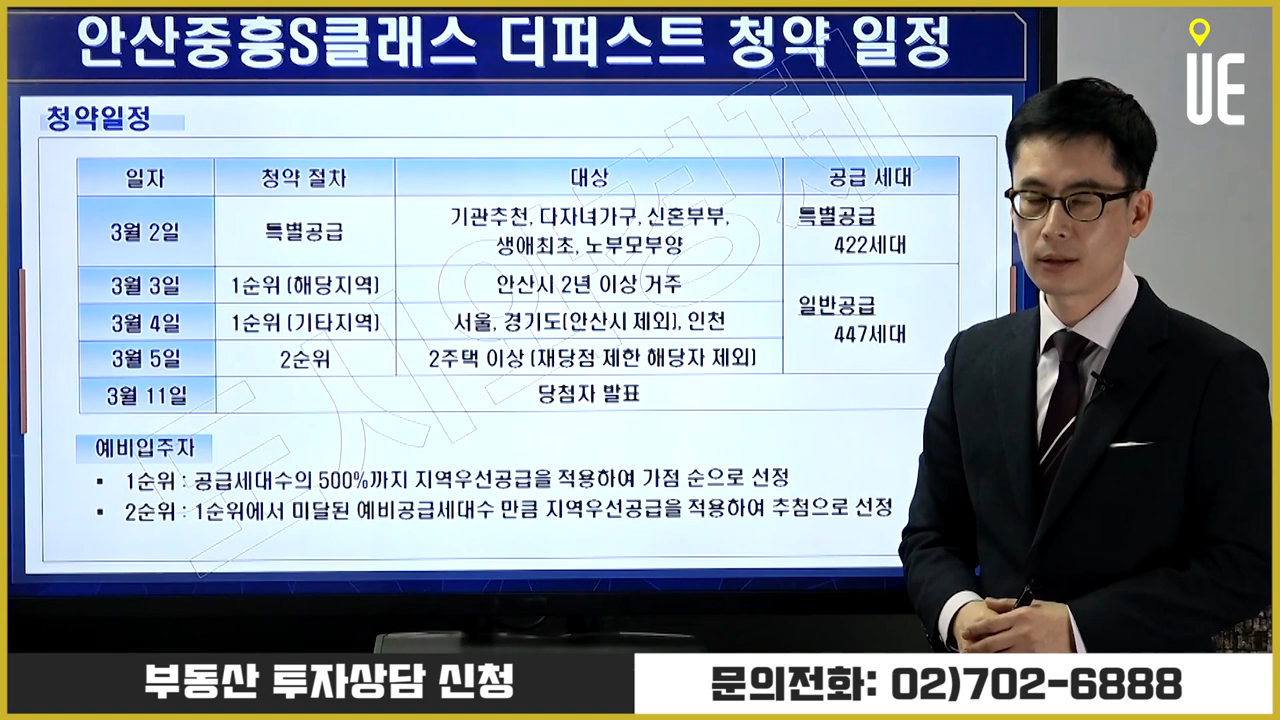 안산중흥S클래스 더퍼스트 청약 일정
UE
청약일정
일자 청약 절차 대상 공급 세대
3월 2일 특별공급 기관추천, 다자녀가구, 신혼부부, 생애최초, 노부모부양 특별공급 422세대
3월 3일 1순위 (해당지역) 안산시 2년 이상 거주 일반공급 447세대
3월 4일 1순위 (기타지역) 서울, 경기도(안산시 제외), 인천
3월 5일 2순위 2주택 이상 (재당점 제한 해당자 제외)
3월 11일 당첨자 발표
예비입주자
▪ 1순위 : 공급세대수의 500%까지 지역우선공급을 적용하여 가점 순으로 선정
▪ 2순위 : 1순위에서 미달된 예비공급세대수 만큼 지역우선공급을 적용하여 추첨으로 선정
도시와경제
부동산 투자상담 신청
문의전화: 02)702-6888